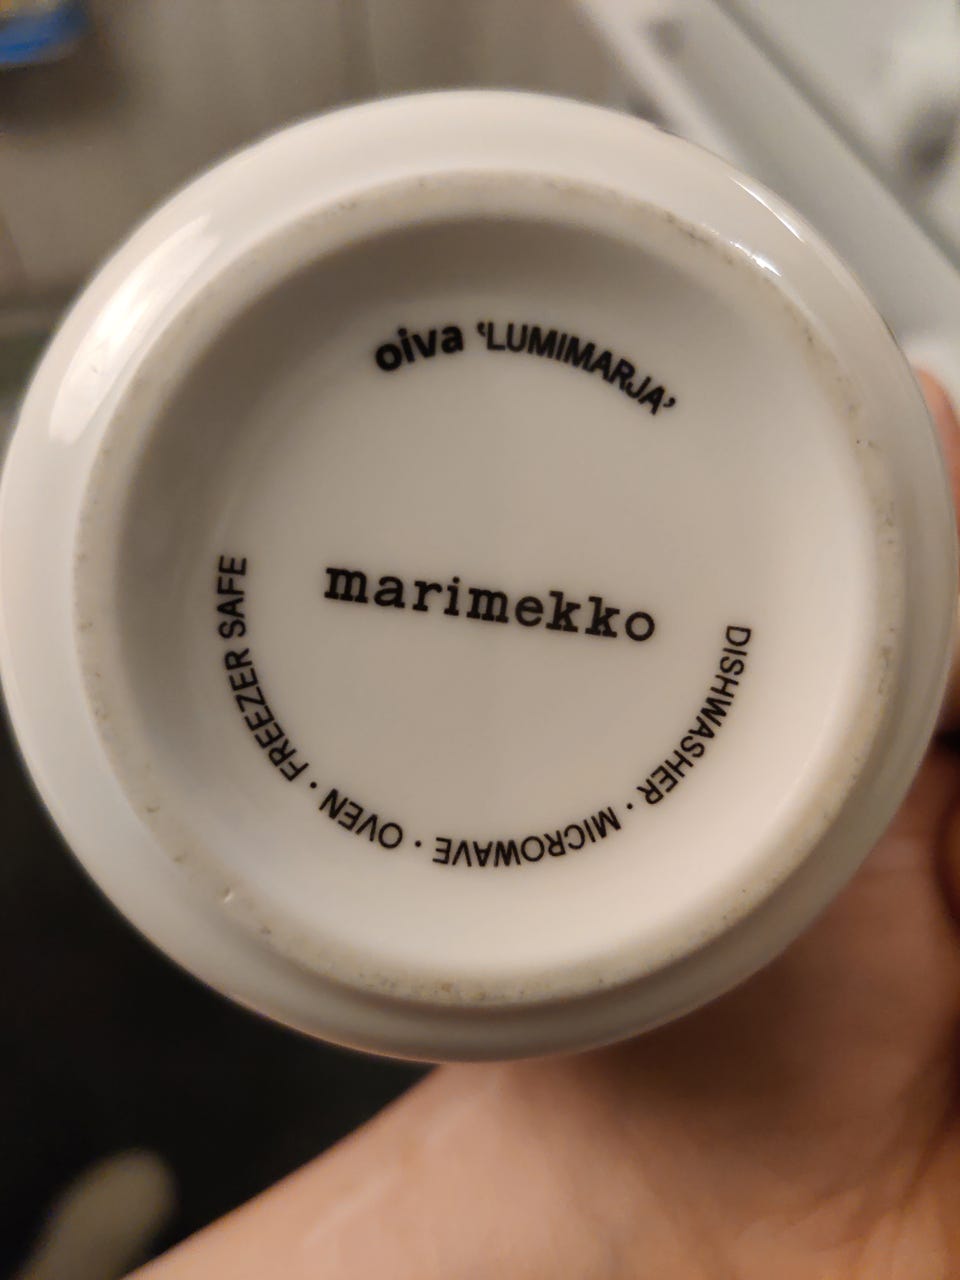 oiva ‘LUMIMARJA’
marimekko
DISHWASHER · MICROWAVE · OVEN · FREEZER SAFE